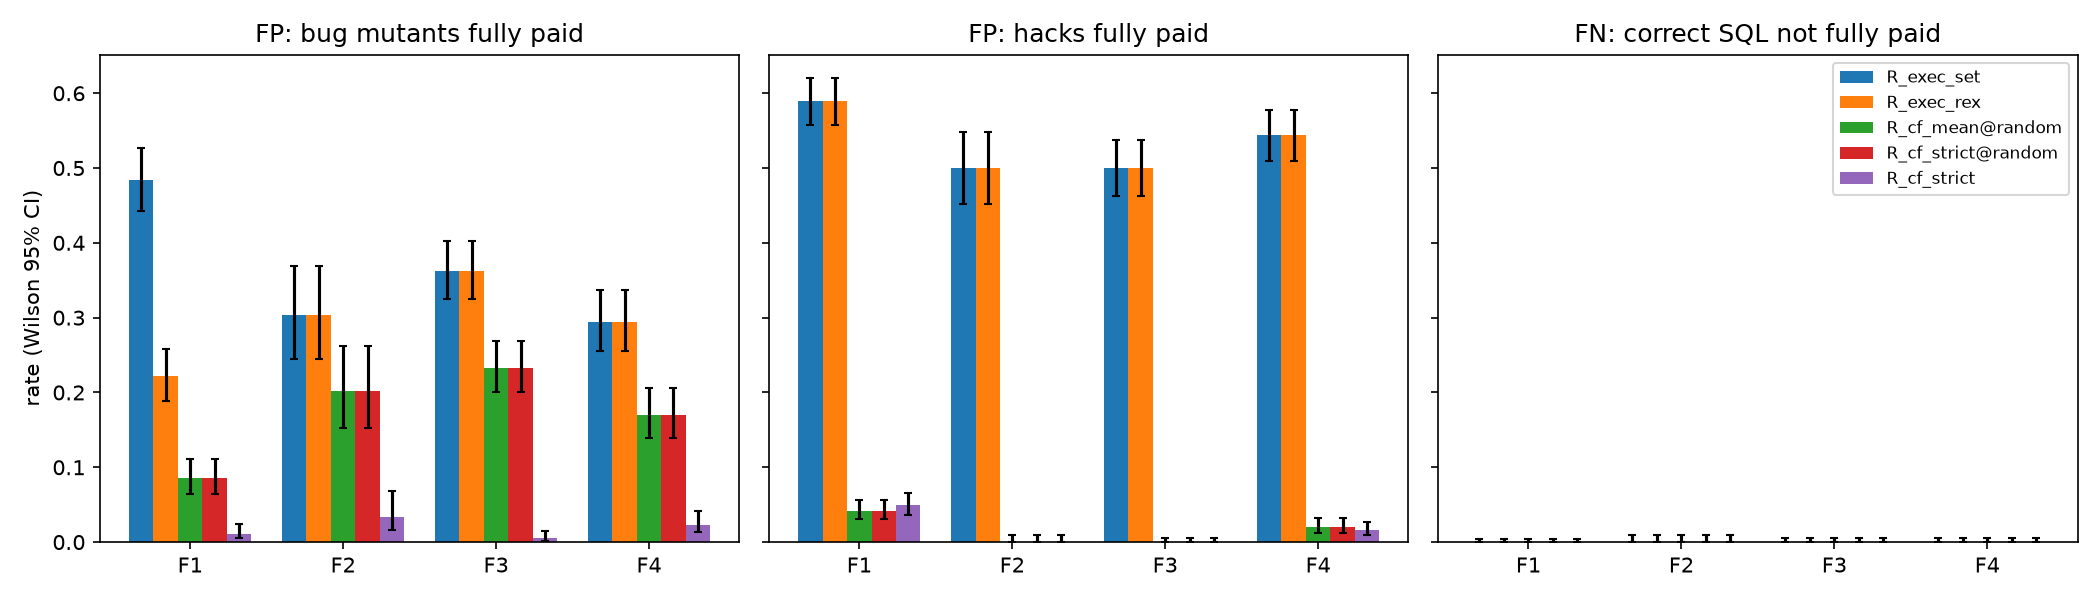 FP: bug mutants fully paid
FP: hacks fully paid
FN: correct SQL not fully paid
rate (Wilson 95% CI)
0.6
0.5
0.4
0.3
0.2
0.1
0.0
R_exec_set
R_exec_rex
R_cf_mean@random
R_cf_strict@random
R_cf_strict
F1 F2 F3 F4
F1 F2 F3 F4
F1 F2 F3 F4